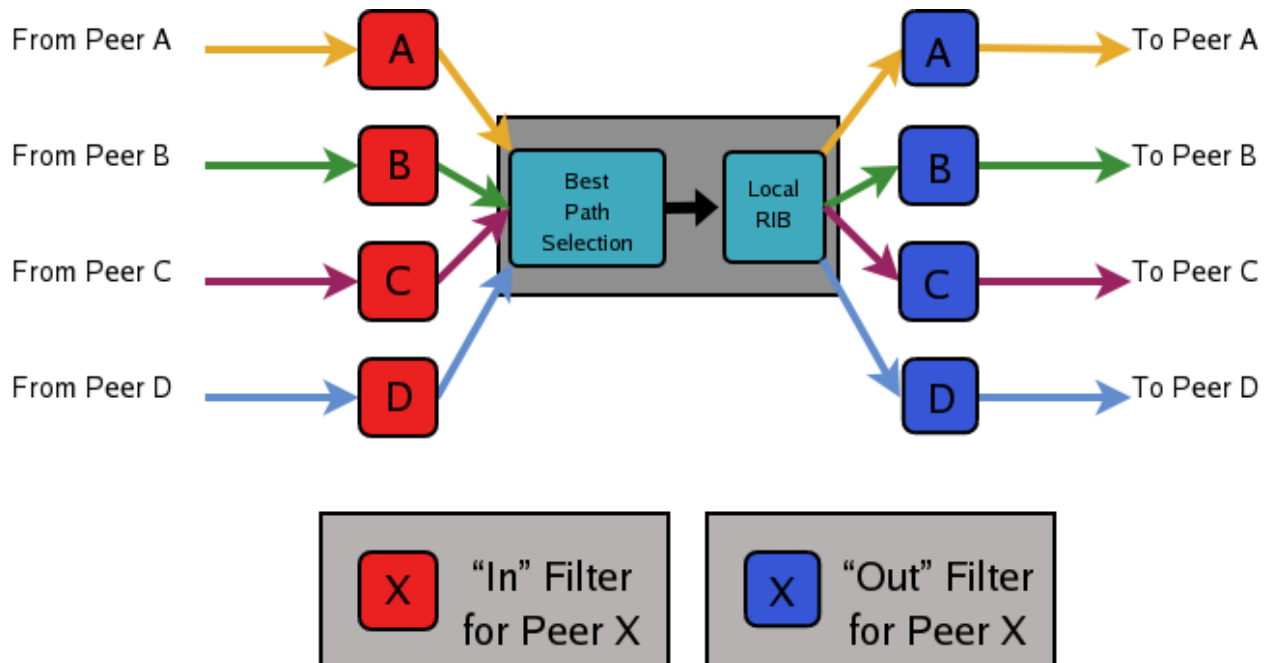 From Peer A
A
A
To Peer A
From Peer B
B
Best
Path
Selection
Local
RIB
B
To Peer B
From Peer C
C
C
To Peer C
From Peer D
D
D
To Peer D
X
“In” Filter
for Peer X
X
“Out” Filter
for Peer X